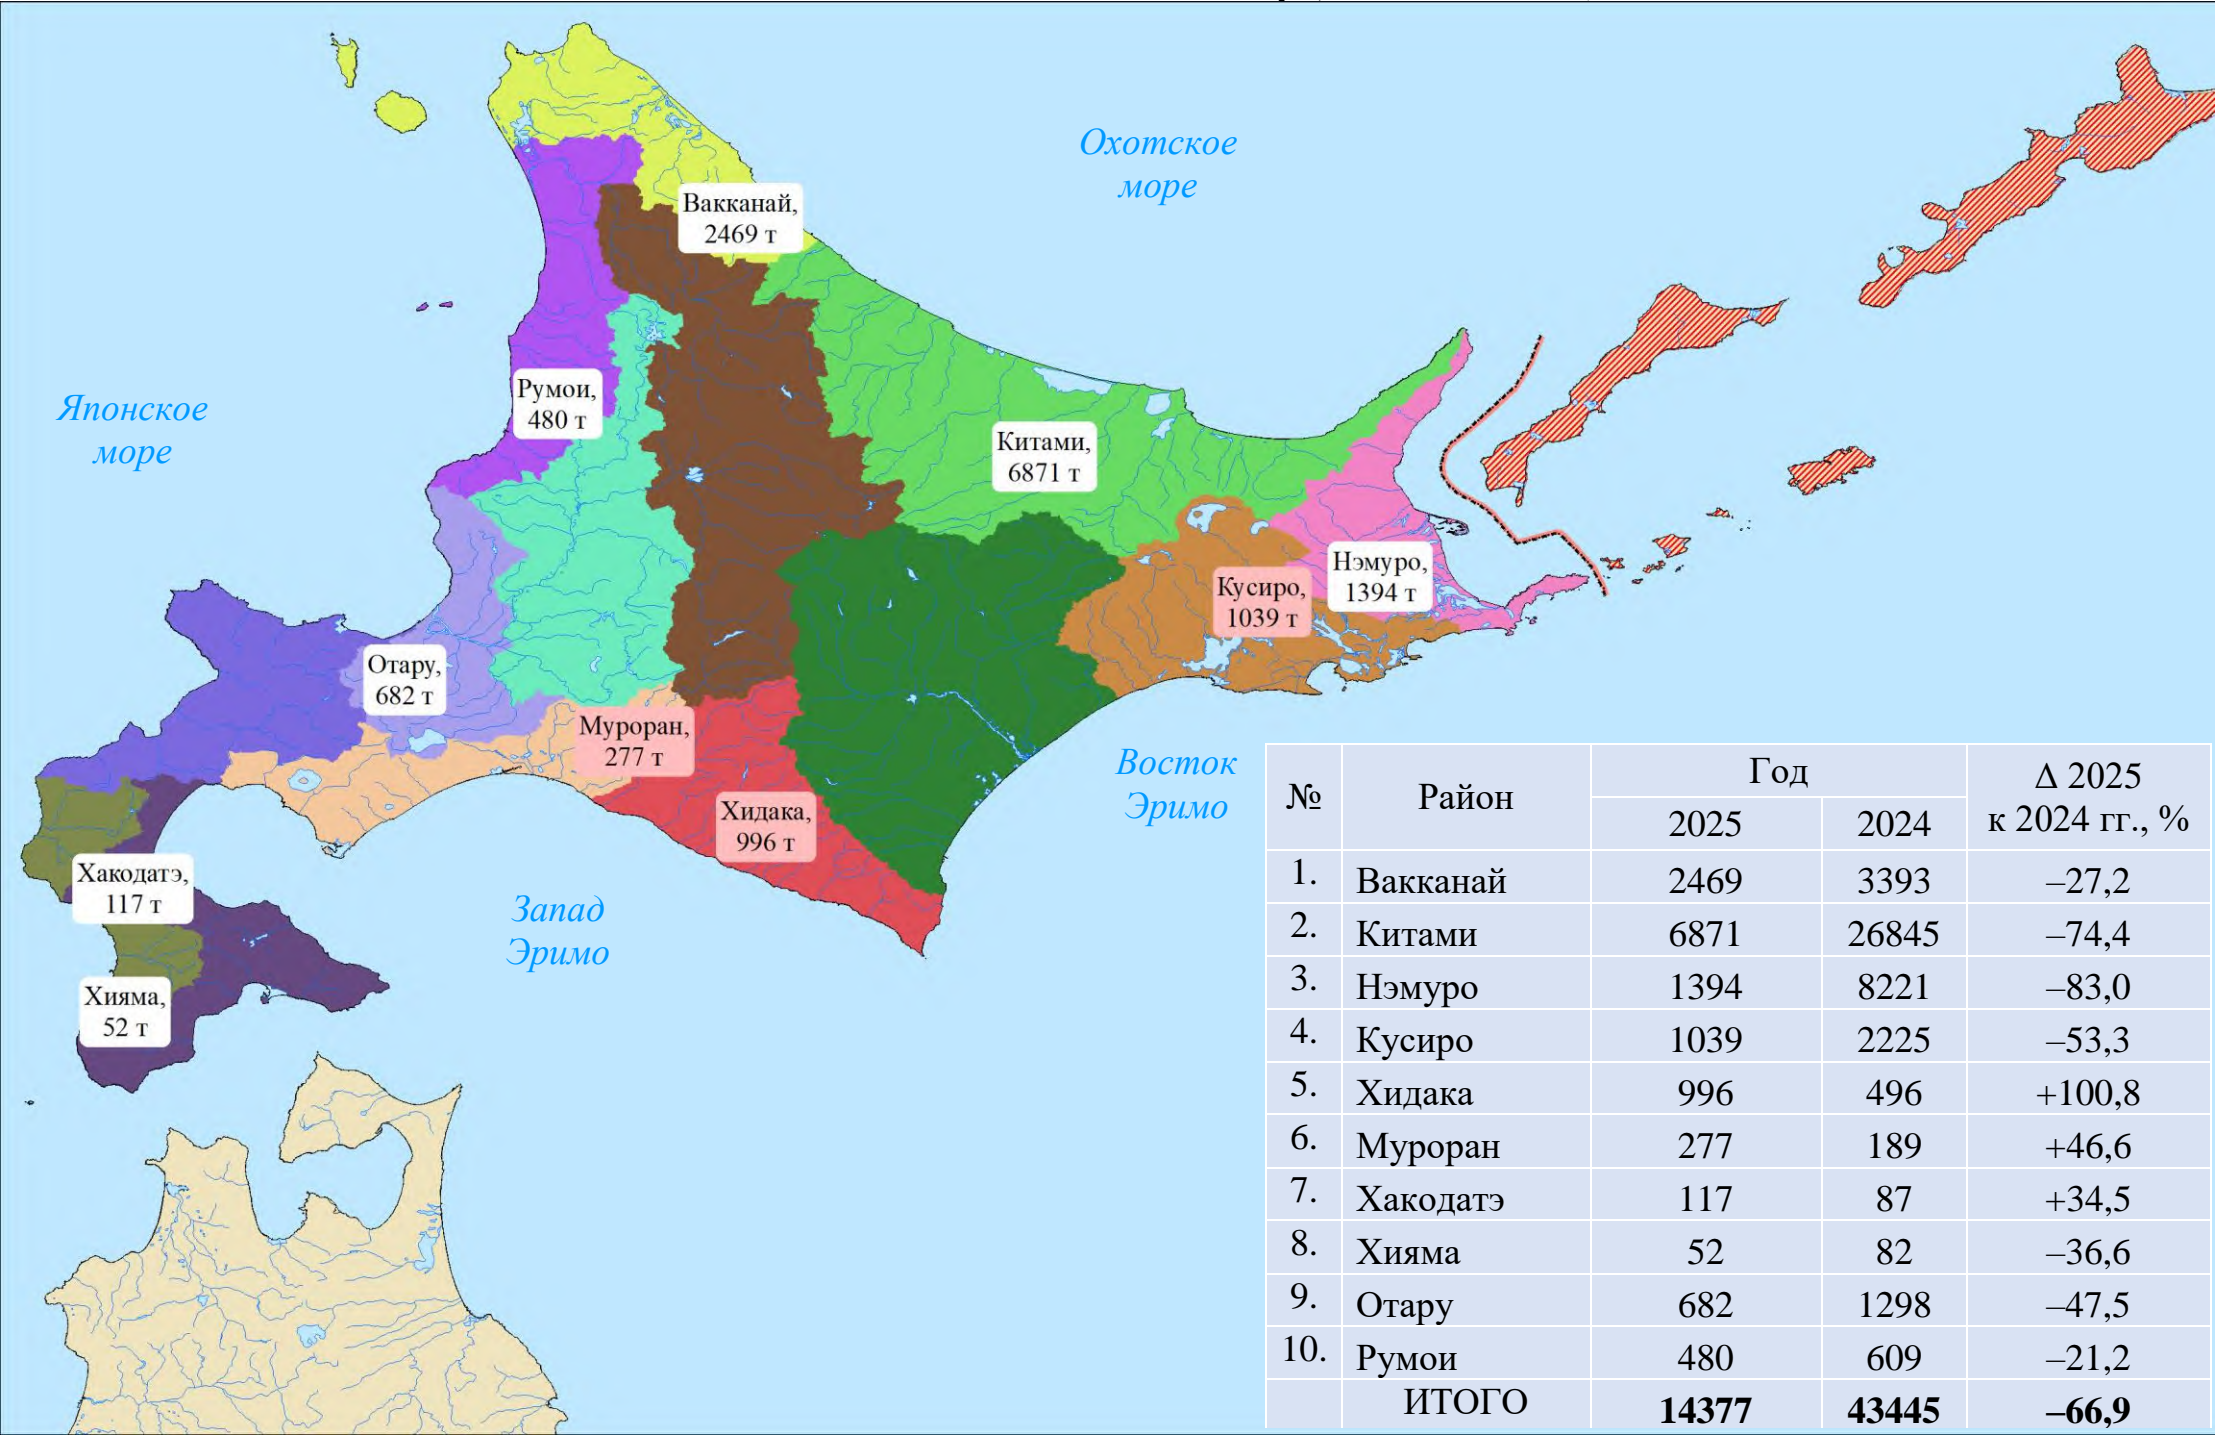 Охотское
море
Вакканай,
2469 т
Румои,
480 т
Японское
море
Китами,
6871 т
Нэмуро,
1394 т
Кусиро,
1039 т
Отару,
682 т
Муроран,
277 т
Хидака,
996 т
Восток
Эримо
Хакодатэ,
117 т
Запад
Эримо
Хияма,
52 т
№ Район Год Δ 2025
к 2024 гг., %
2025 2024
1. Вакканай 2469 3393 –27,2
2. Китами 6871 26845 –74,4
3. Нэмуро 1394 8221 –83,0
4. Кусиро 1039 2225 –53,3
5. Хидака 996 496 +100,8
6. Муроран 277 189 +46,6
7. Хакодатэ 117 87 +34,5
8. Хияма 52 82 –36,6
9. Отару 682 1298 –47,5
10. Румои 480 609 –21,2
ИТОГО 14377 43445 –66,9